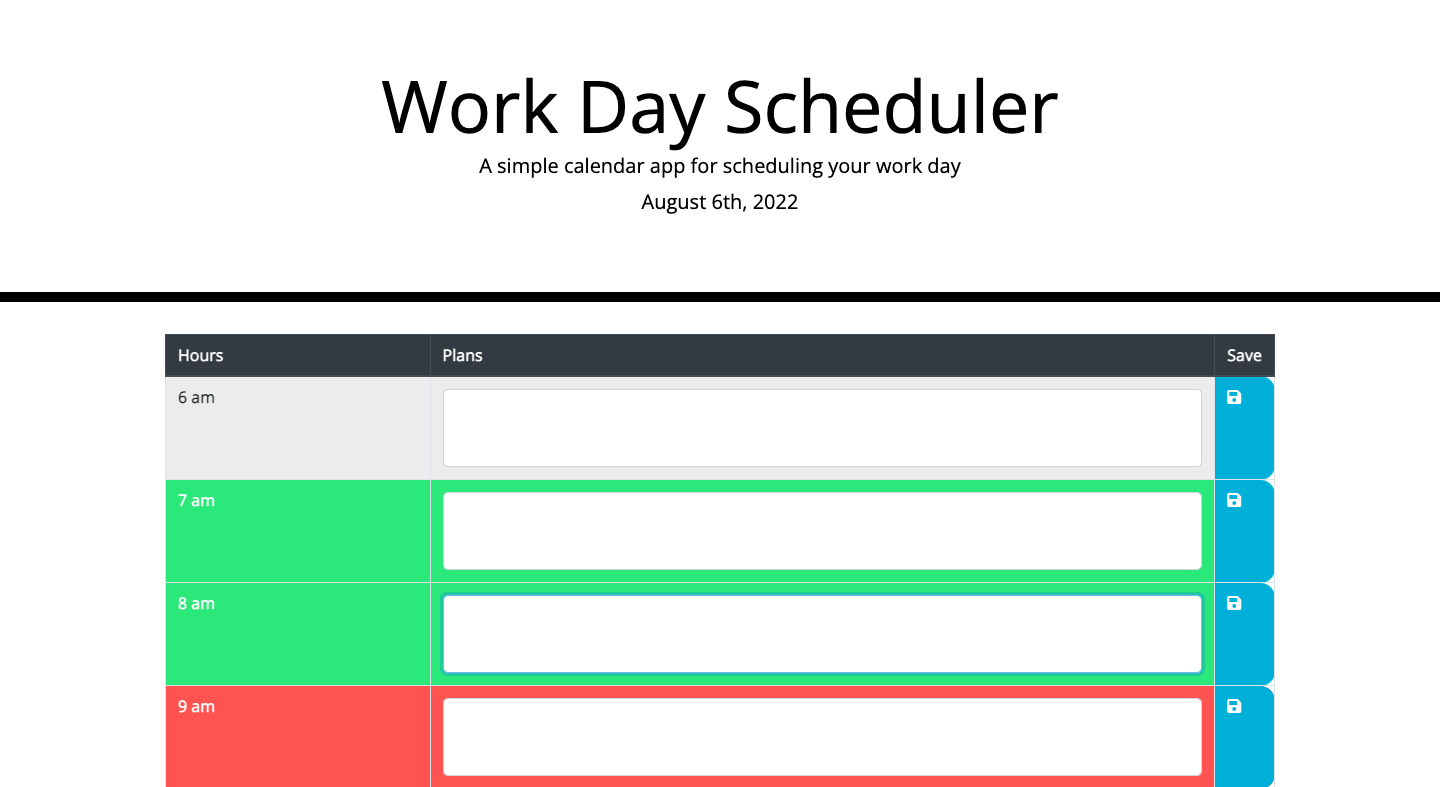 Work Day Scheduler
A simple calendar app for scheduling your work day
August 6th, 2022
Hours Plans Save
6 am
7 am
8 am
9 am